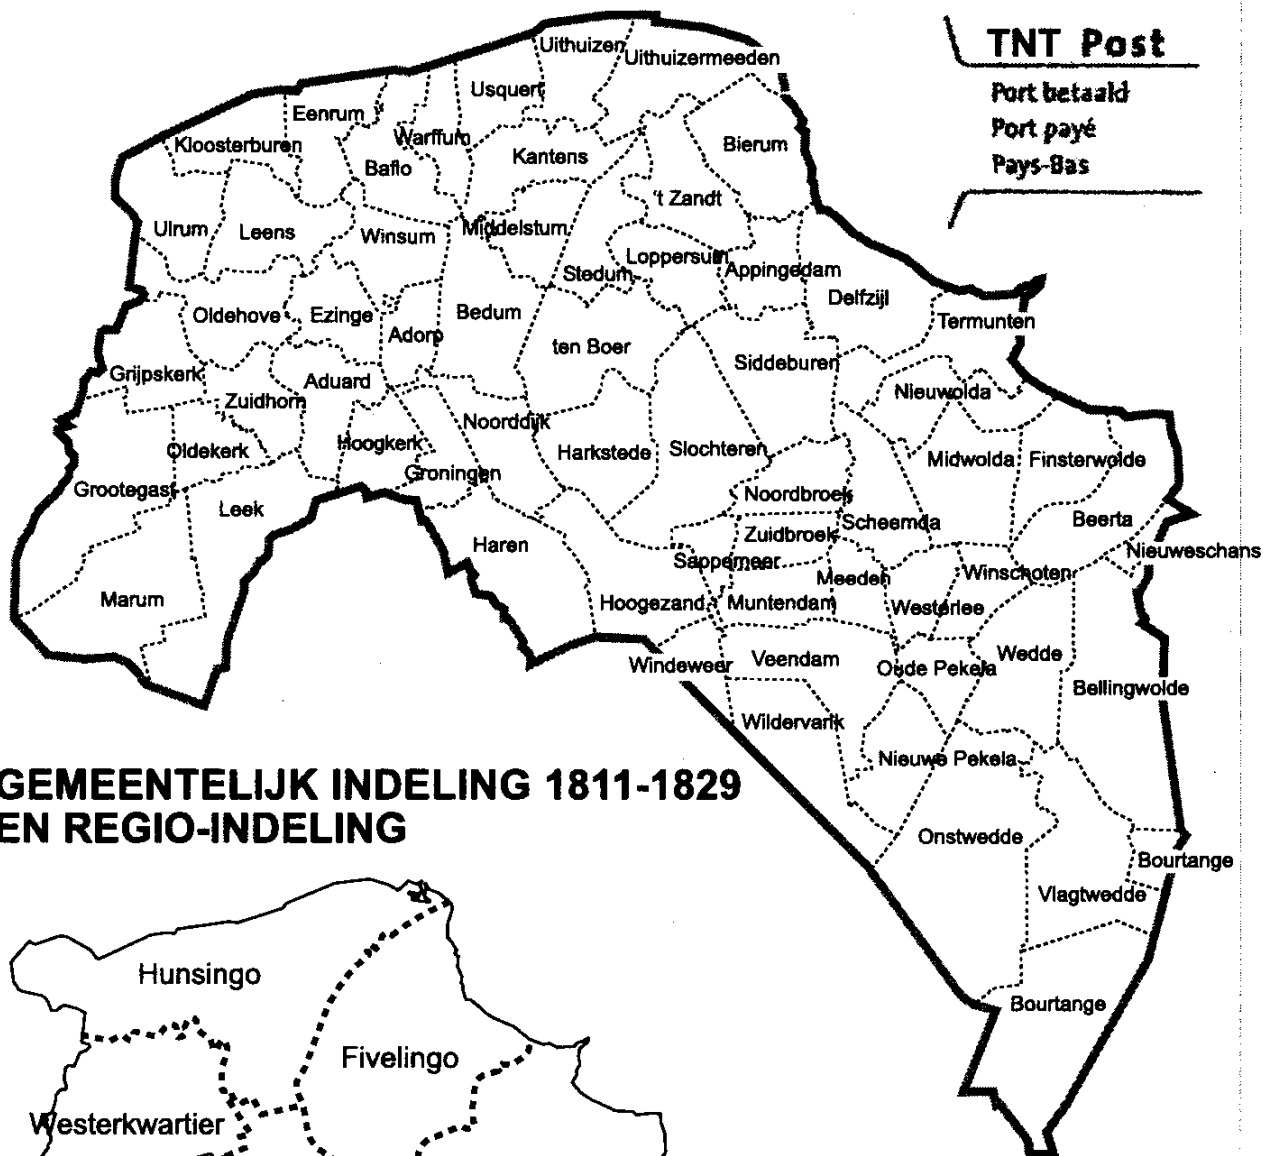 TNT Post
Port betaald
Port payé
Pays-Bas
Uithuizen
Uithuizermeeden
Usquert
Eenrum
Warffum
Kloosterburen
Baflo
Kantens
Bierum
't Zandt
Ulrum
Leens
Winsum
Middelstum
Loppersum
Stedum
Appingedam
Delfzijl
Oldehove
Ezinge
Adorp
Bedum
Termunten
ten Boer
Siddeburen
Grijpskerk
Aduard
Zuidhorn
Nieuwolda
Noorddijk
Oldekerk
Hoogkerk
Harkstede
Slochteren
Midwolda
Finsterwolde
Groningen
Grootegast
Leek
Noordbroek
Scheemda
Beerta
Zuidbroek
Haren
Sappemeer
Nieuweschans
Meeden
Winschoten
Marum
Hoogezand
Muntendam
Westerlee
Windeweer
Veendam
Oude Pekela
Wedde
Bellingwolde
Wildervank
Nieuwe Pekela
GEMEENTELIJK INDELING 1811-1829
EN REGIO-INDELING
Onstwedde
Bourtange
Vlagtwedde
Bourtange
Hunsingo
Fivelingo
Westerkwartier